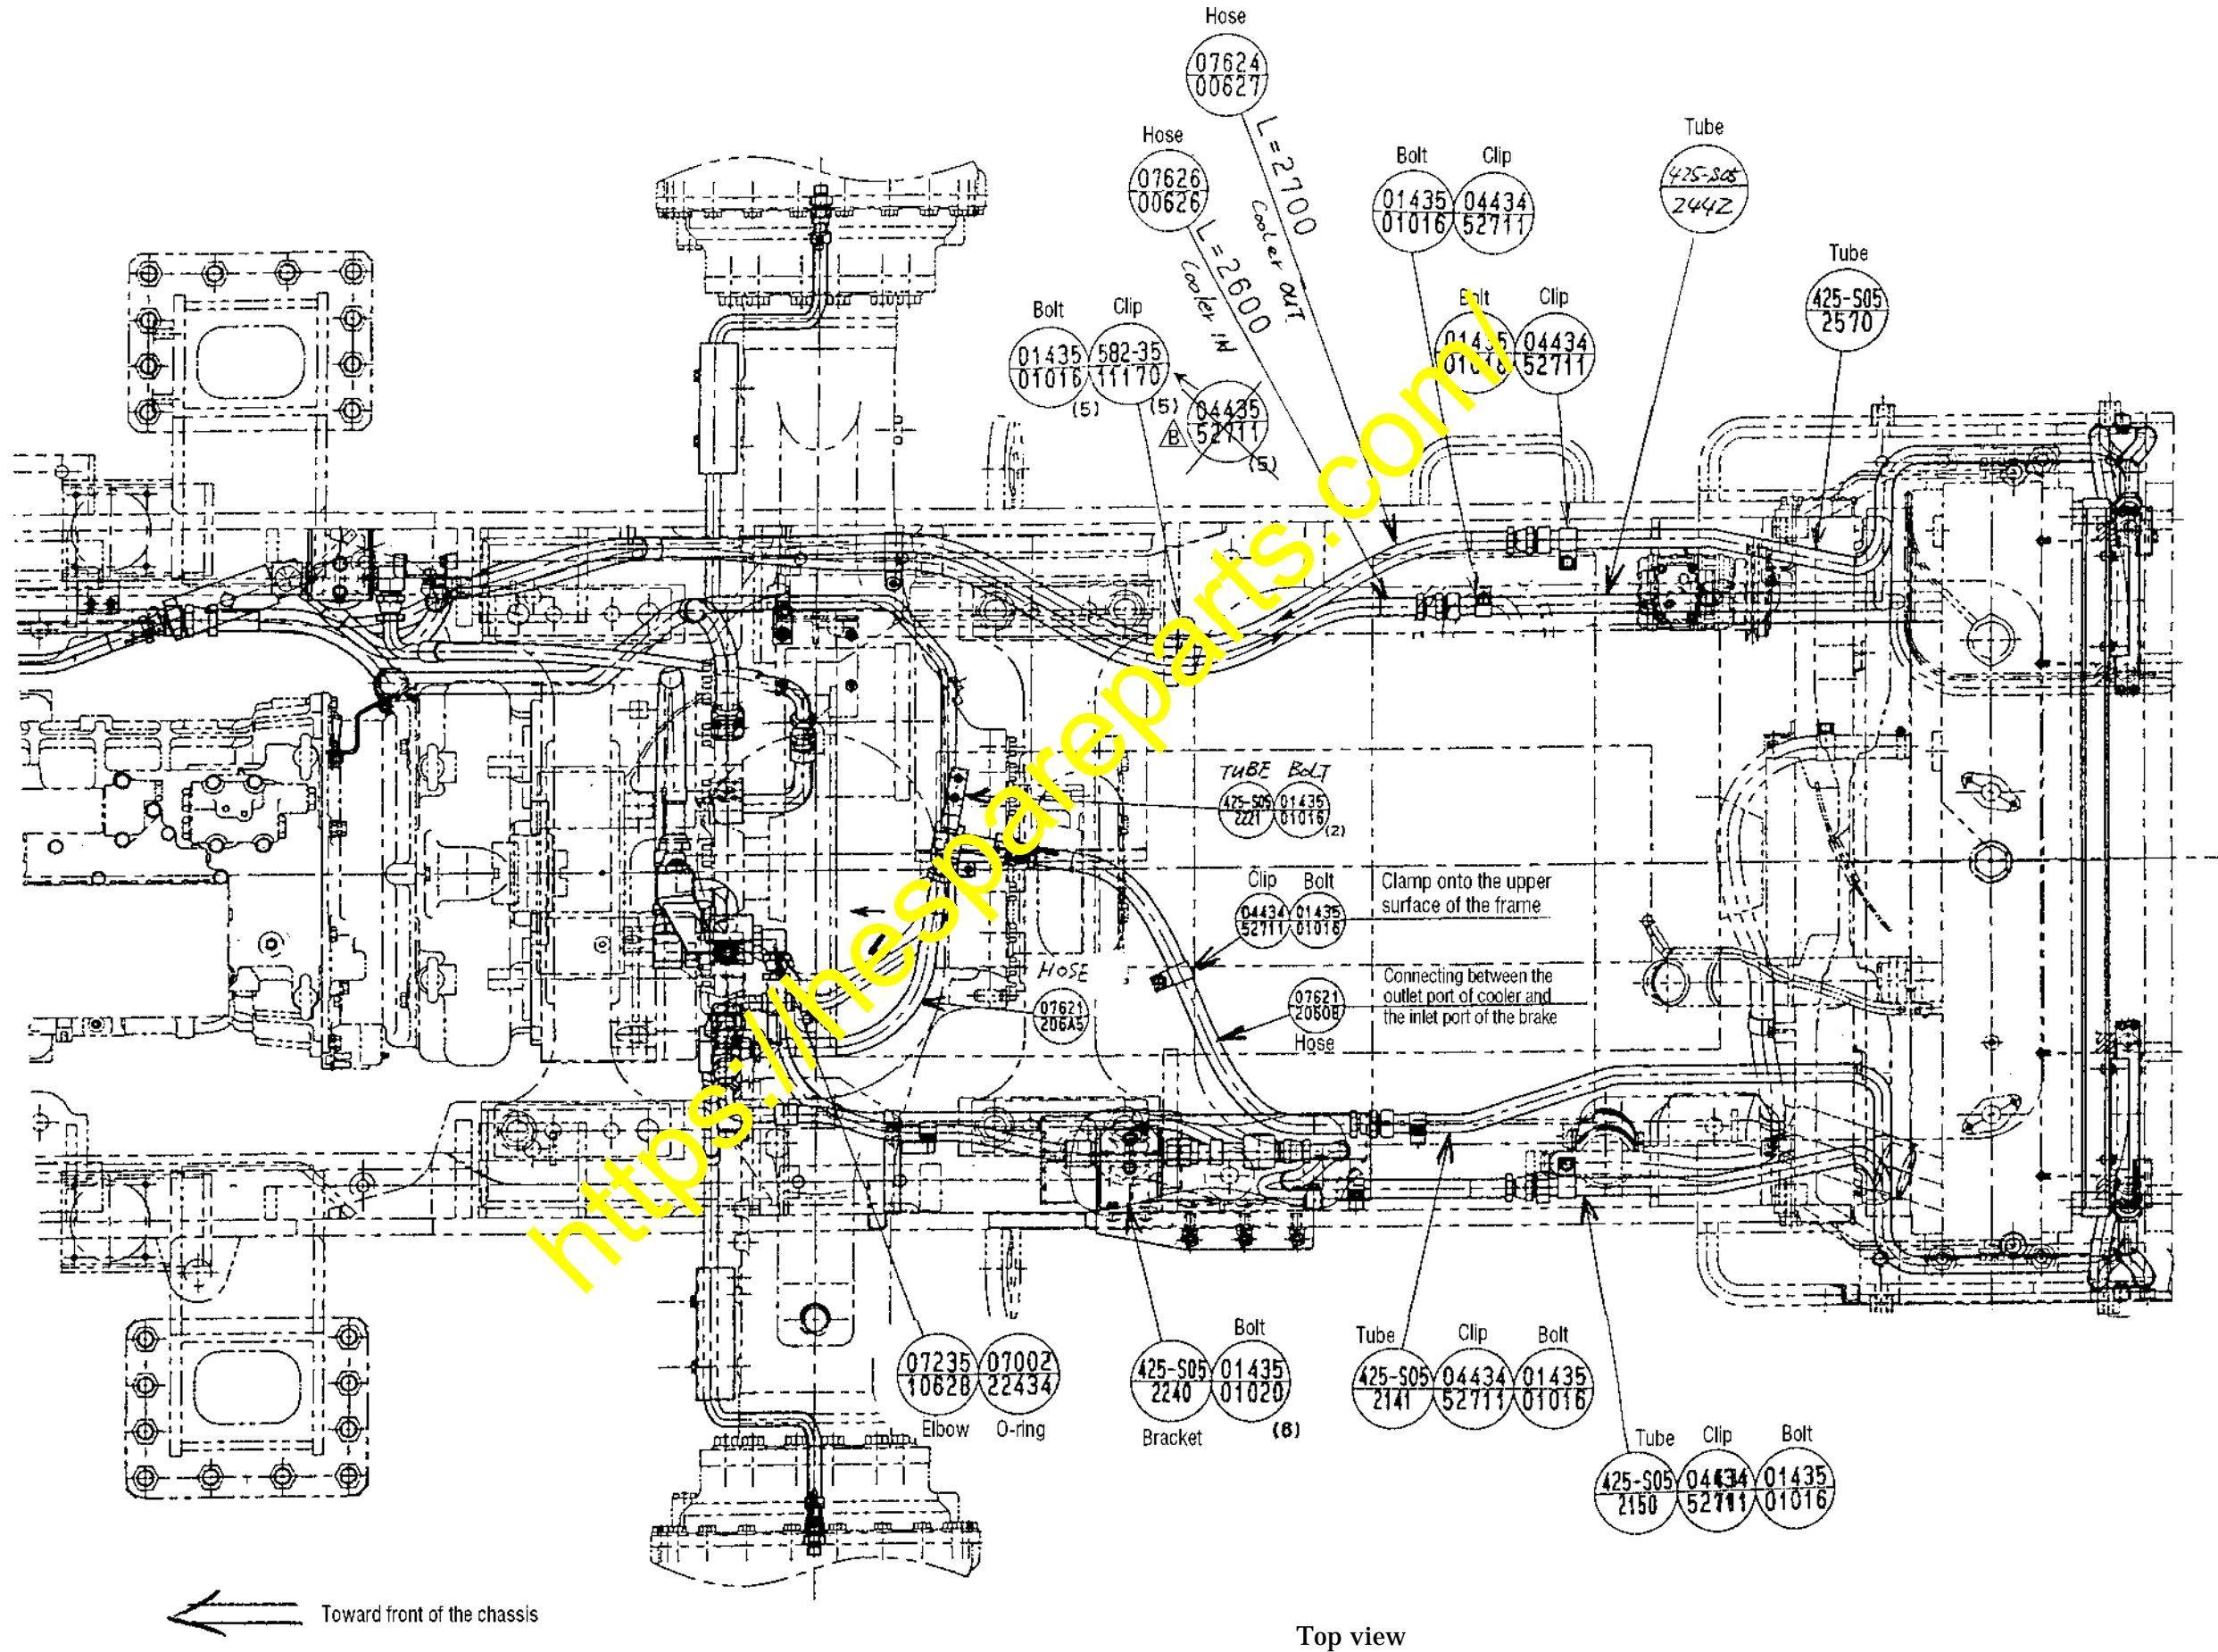 Hose
07624
00627
L=2700
Cooler OUT
Hose
07626
00626
L=2600
Cooler IN
Bolt Clip
01435 04434
01016 52711
Tube
425-S05
2442
Tube
425-S05
2570
Bolt Clip
01435 04434
01016 52711
Bolt Clip
01435 582-35
01016 11170
(5) (5)
04435
52711
B
(5)
TUBE BOLT
425-S05 01435
2221 01016
(2)
Clip Bolt
04434 01435
52711 01016
Clamp onto the upper
surface of the frame
HOSE
07621
206A5
07621
20608
Hose
Connecting between the
outlet port of cooler and
the inlet port of the brake
07235 07002
10628 22434
Elbow O-ring
Bolt
425-S05 01435
2240 01020
Bracket (6)
Tube Clip Bolt
425-S05 04434 01435
2141 52711 01016
Tube Clip Bolt
425-S05 04434 01435
2150 52711 01016
https://hespareparts.com/
Toward front of the chassis
Top view